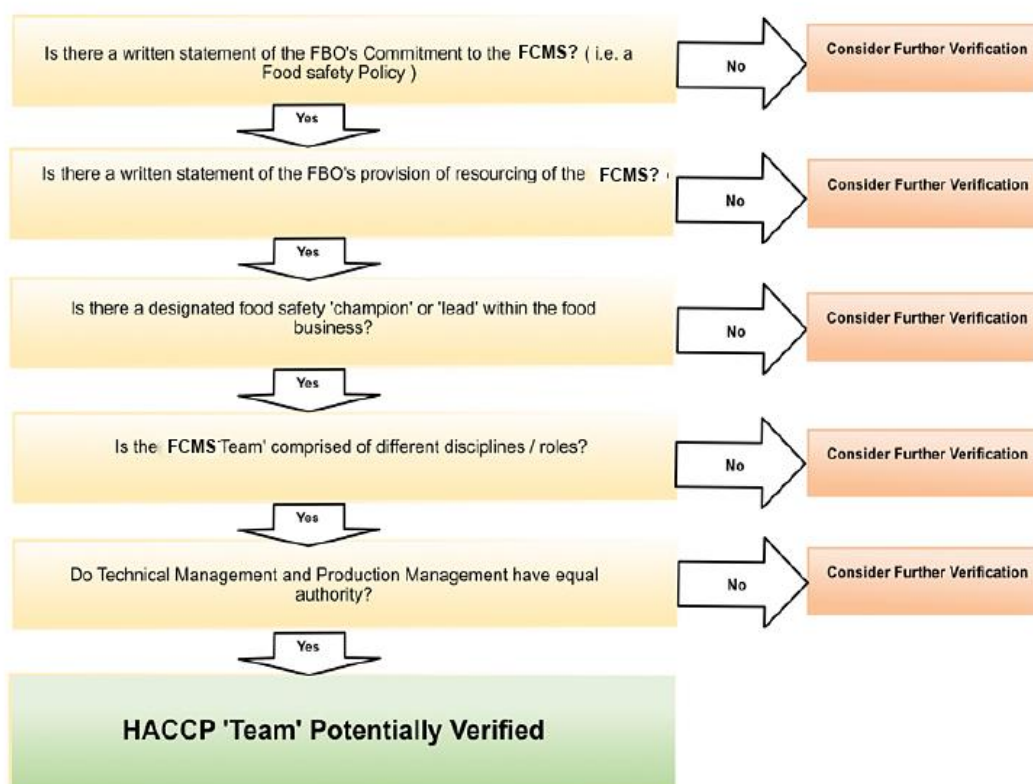 Is there a written statement of the FBO's Commitment to the FCMS? ( i.e. a
Food safety Policy )
No
Consider Further Verification
Yes
Is there a written statement of the FBO's provision of resourcing of the FCMS?
No
Consider Further Verification
Yes
Is there a designated food safety 'champion' or 'lead' within the food
business?
No
Consider Further Verification
Yes
Is the FCMS 'Team' comprised of different disciplines / roles?
No
Consider Further Verification
Yes
Do Technical Management and Production Management have equal
authority?
No
Consider Further Verification
Yes
HACCP 'Team' Potentially Verified